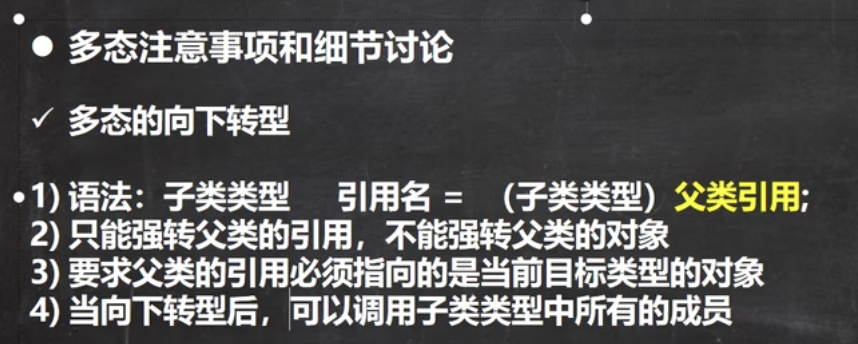 ● 多态注意事项和细节讨论
✓ 多态的向下转型
1) 语法：子类类型 引用名 = （子类类型）父类引用;
2) 只能强转父类的引用，不能强转父类的对象
3) 要求父类的引用必须指向的是当前目标类型的对象
4) 当向下转型后，可以调用子类类型中所有的成员